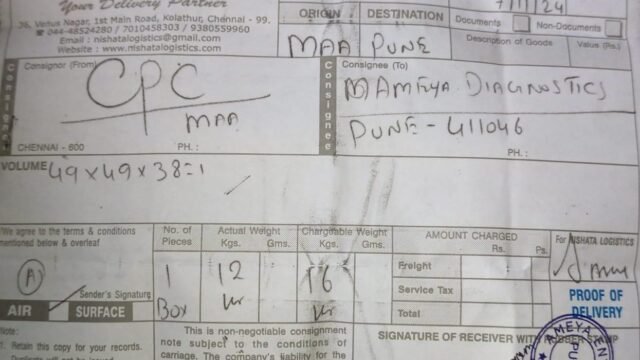 Your Delivery Partner
36, Venus Nagar, 1st Main Road, Kolathur, Chennai - 99.
☎ 044-48524280 / 7010458303 / 9380559960
Email : nishatalogistics@gmail.com
Website : www.nishatalogistics.com
ORIGIN DESTINATION 7/11/24
MAA PUNE
Documents Non-Documents
Description of Goods Value (Rs.)
Consignor Consignor (From)
CPC
MAA
CHENNAI - 600 PH. :
Consignee Consignee (To)
MAMEYA DIAGNOSTICS
PUNE - 411046
PH. :
VOLUME 49x49x38=1
We agree to the terms & conditions
mentioned below & overleaf
A
Sender's Signature
AIR SURFACE
No. of Pieces Actual Weight Kgs. Gms. Chargeable Weight Kgs. Gms.
1 Box 12 16
AMOUNT CHARGED
Rs. Ps.
Freight
Service Tax
Total
For NISHATA LOGISTICS
PROOF OF
DELIVERY
Note:
1. Retain this copy for your records.
This is non-negotiable consignment
note subject to the conditions of
carriage. The company's liability for the
SIGNATURE OF RECEIVER WITH RUBBER STAMP